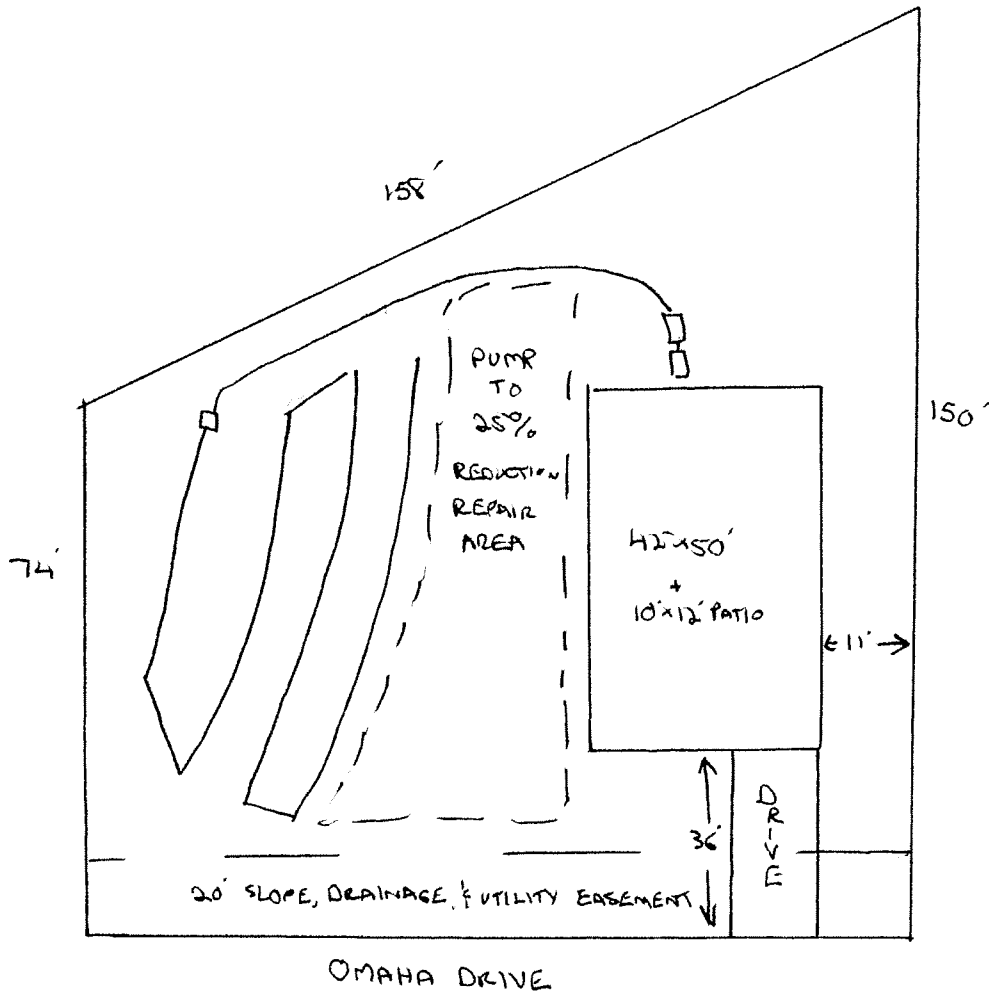 158'
PUMP
TO
25%
REDUCTION
REPAIR
AREA
150'
74'
42'x50'
+
10'x12' PATIO
11'
DRIVE
36'
20' SLOPE, DRAINAGE, & UTILITY EASEMENT
OMAHA DRIVE